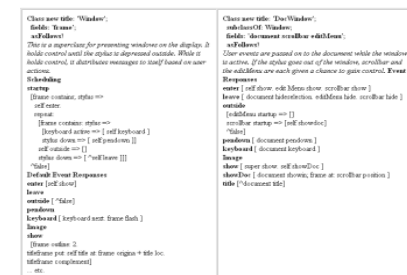 Class new title: 'Window';
fields: 'frame';
asFollows!
This is a superclass for presenting windows on the display. It
holds control until the stylus is depressed outside. While it
holds control, it distributes messages to itself based on user
actions.
Scheduling
startup
[frame contains: stylus =>
self enter.
repeat:
[frame contains: stylus =>
[keyboard active => [ self keyboard ]
stylus down => [ self pendown ]]
self outside => []
stylus down => [ ^self leave ]]]
^false]
Default Event Responses
enter [self show]
leave
outside [ ^false]
pendown
keyboard [ keyboard next. frame flash ]
Image
show
[frame outline: 2.
titleframe put: self title at: frame origin + title loc.
titleframe complement]
... etc.
Class new title: 'DocWindow';
subclassOf: Window;
fields: 'document scrollbar editMenu';
asFollows!
User events are passed on to the document while the window
is active. If the stylus goes out of the window, scrollbar and
the editMenu are each given a chance to gain control. Event
Responses
enter [ self show. edit Menu show. scrollbar show ]
leave [ document hideselection. editMenu hide. scrollbar hide ]
outside
[editMenu startup => []
scrollbar startup => [self showdoc]
^false]
pendown [ document pendown ]
keyboard [ document keyboard ]
Image
show [ super show. self showDoc ]
showDoc [ document showin: frame at: scrollbar position ]
title [^document title]